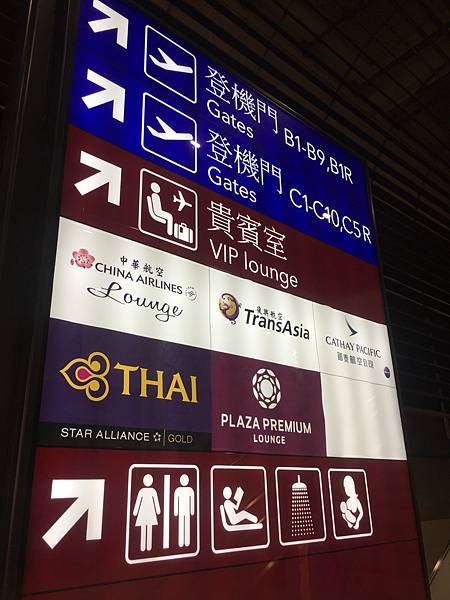 登機門 B1-B9,B1R
Gates
登機門 C1-C10,C5R
Gates
貴賓室
VIP lounge
中華航空
CHINA AIRLINES
Lounge
復興航空
TransAsia
CATHAY PACIFIC
國泰航空公司
THAI
STAR ALLIANCE GOLD
PLAZA PREMIUM
LOUNGE